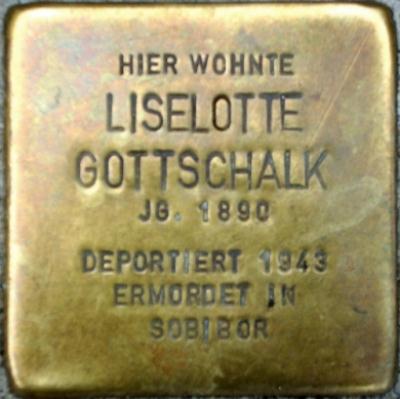 HIER WOHNTE
LISELOTTE
GOTTSCHALK
JG. 1890
DEPORTIERT 1943
ERMORDET IN
SOBIBOR